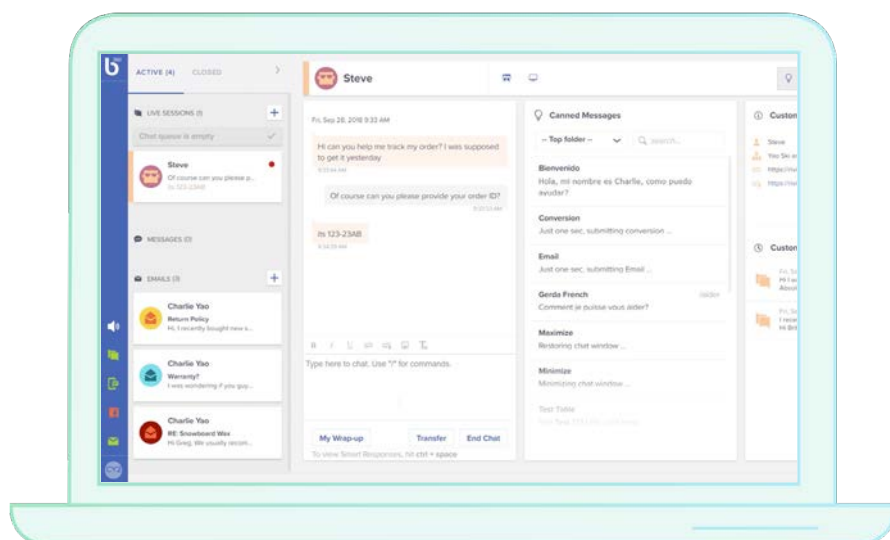 b
ACTIVE (4)
CLOSED
LIVE SESSIONS (1)
Chat queue is empty
Steve
Of course can you please p...
its 123-23AB
MESSAGES (0)
EMAILS (3)
Charlie Yao
Return Policy
Hi, I recently bought new s...
Charlie Yao
Warranty?
I was wondering if you guy...
Charlie Yao
RE: Snowboard Wax
Hi Greg, We usually recom...
Steve
Fri, Sep 28, 2018 9:33 AM
Hi can you help me track my order? I was supposed
to get it yesterday
Of course can you please provide your order ID?
its 123-23AB
Type here to chat. Use "/" for commands.
My Wrap-up
Transfer
End Chat
To view Smart Responses, hit ctrl + space
Canned Messages
-- Top folder --
Search...
Bienvenido
Hola, mi nombre es Charlie, como puedo
ayudar?
Conversion
Just one sec, submitting conversion ...
Email
Just one sec, submitting Email ...
Gerda French
Comment je puisse vous aider?
Maximize
Restoring chat window ...
Minimize
Minimizing chat window ...
Custom
Steve
Custom